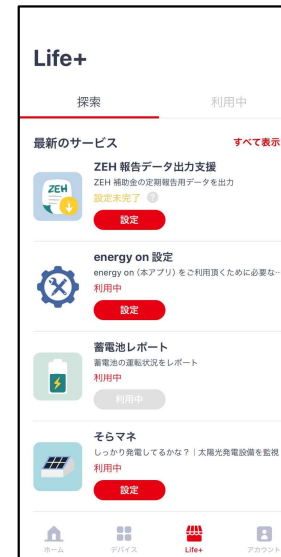 Life+
探索
利用中
最新のサービス
すべて表示
ZEH 報告データ出力支援
ZEH 補助金の定期報告用データを出力
設定未完了 ?
ZEH
設定
energy on 設定
energy on（本アプリ）をご利用頂くために必要な…
利用中
設定
蓄電池レポート
蓄電池の運転状況をレポート
利用中
利用中
そらマネ
しっかり発電してるかな？｜太陽光発電設備を監視
利用中
設定
ホーム
デバイス
Life+
アカウント